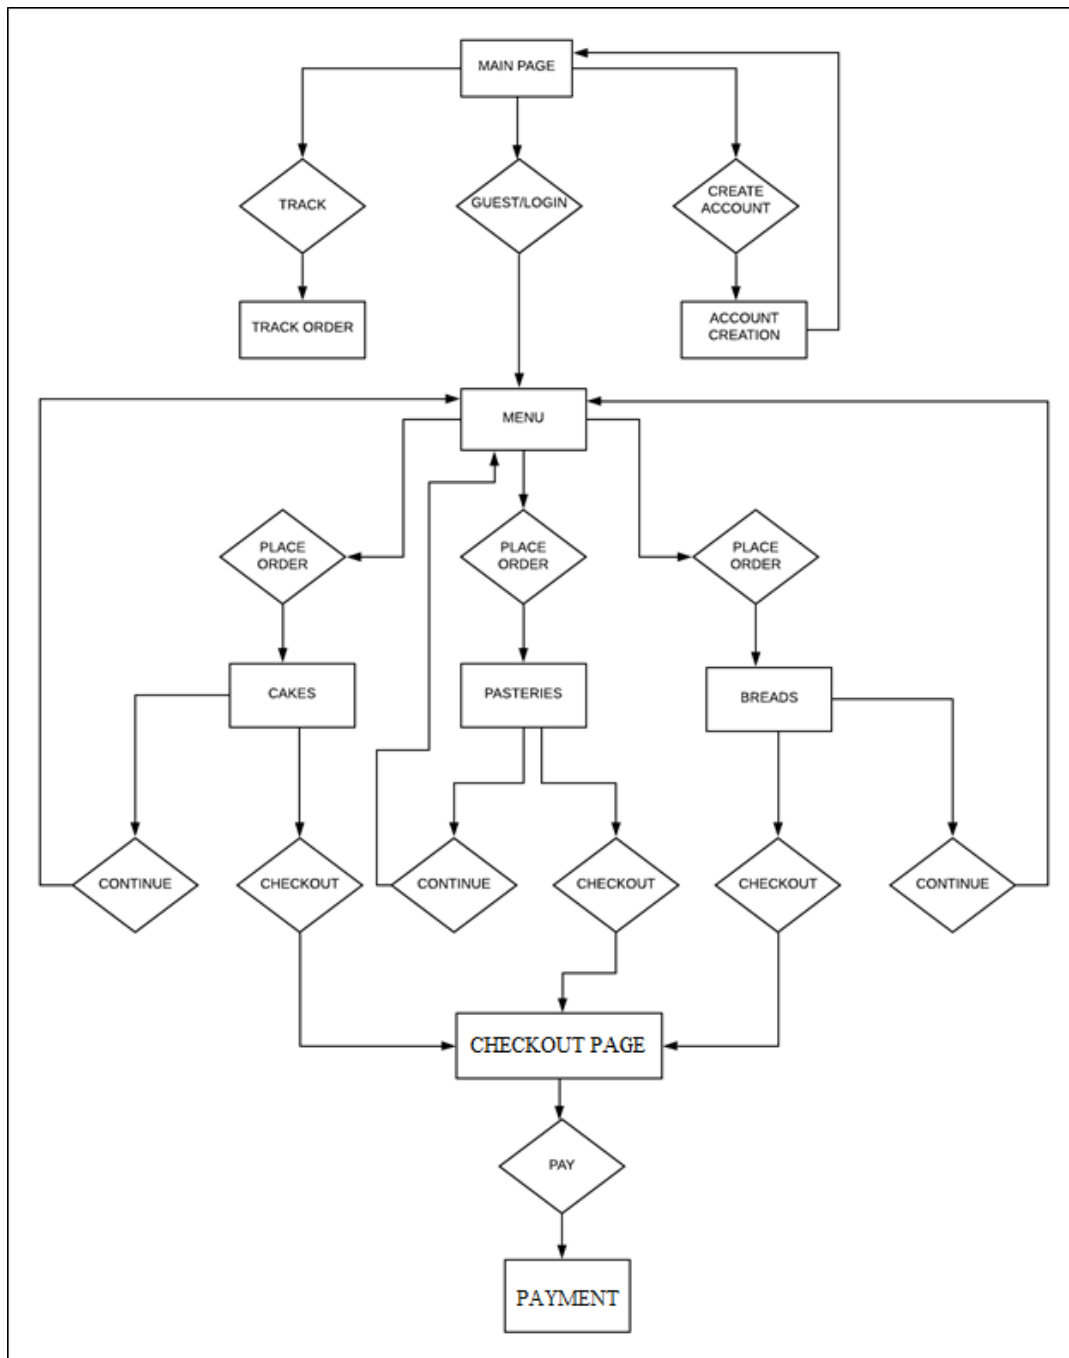 MAIN PAGE
TRACK
GUEST/LOGIN
CREATE
ACCOUNT
TRACK ORDER
ACCOUNT
CREATION
MENU
PLACE
ORDER
PLACE
ORDER
PLACE
ORDER
CAKES
PASTERIES
BREADS
CONTINUE
CHECKOUT
CONTINUE
CHECKOUT
CHECKOUT
CONTINUE
CHECKOUT PAGE
PAY
PAYMENT